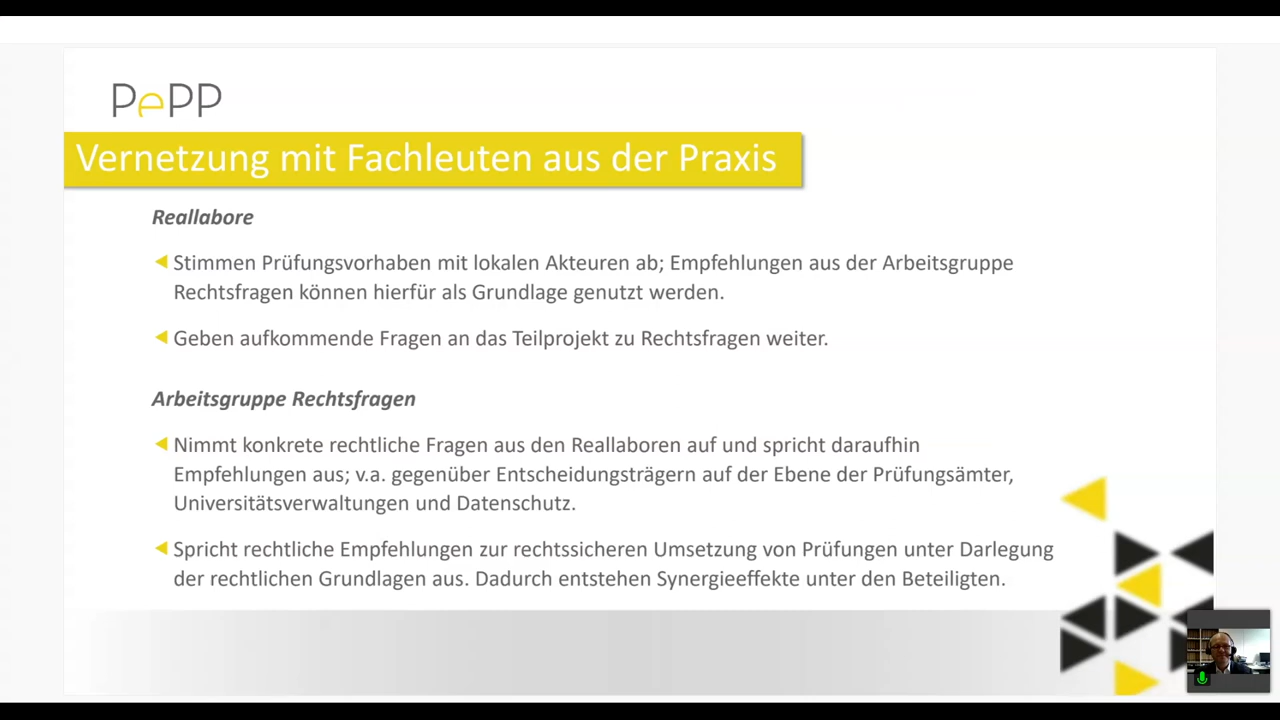 PePP
Vernetzung mit Fachleuten aus der Praxis
Reallabore
Stimmen Prüfungsvorhaben mit lokalen Akteuren ab; Empfehlungen aus der Arbeitsgruppe
Rechtsfragen können hierfür als Grundlage genutzt werden.
Geben aufkommende Fragen an das Teilprojekt zu Rechtsfragen weiter.
Arbeitsgruppe Rechtsfragen
Nimmt konkrete rechtliche Fragen aus den Reallaboren auf und spricht daraufhin
Empfehlungen aus; v.a. gegenüber Entscheidungsträgern auf der Ebene der Prüfungsämter,
Universitätsverwaltungen und Datenschutz.
Spricht rechtliche Empfehlungen zur rechtssicheren Umsetzung von Prüfungen unter Darlegung
der rechtlichen Grundlagen aus. Dadurch entstehen Synergieeffekte unter den Beteiligten.